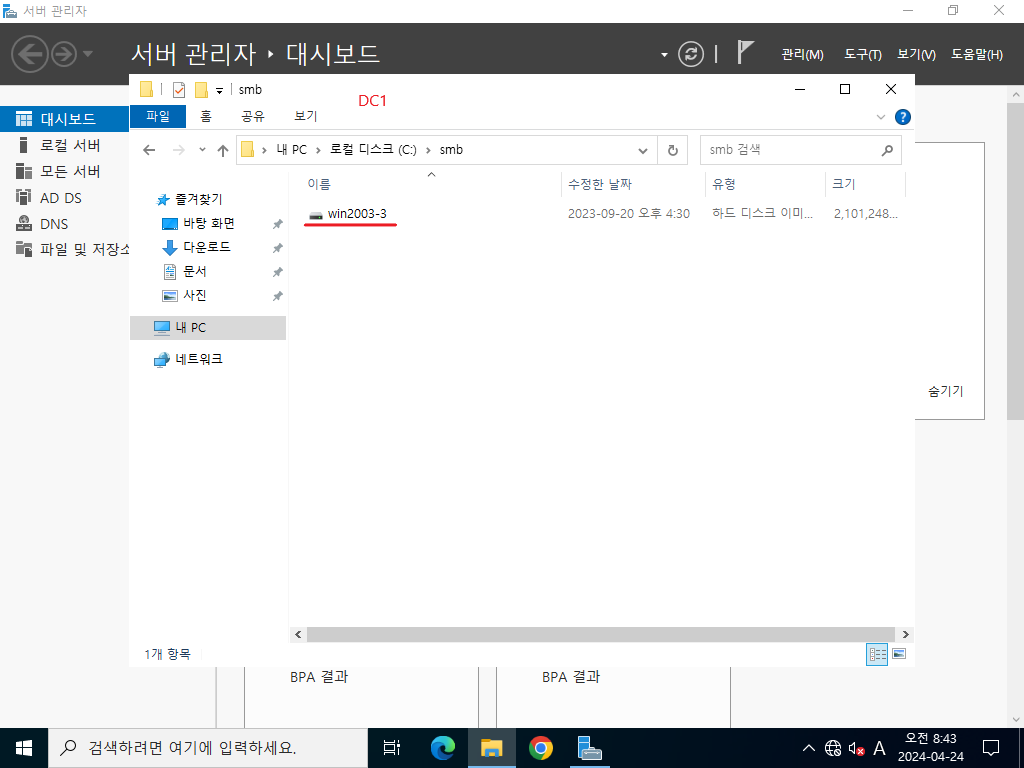 서버 관리자
서버 관리자 ‣ 대시보드
관리(M) 도구(T) 보기(V) 도움말(H)
smb
DC1
파일 홈 공유 보기
내 PC › 로컬 디스크 (C:) › smb
smb 검색
대시보드
로컬 서버
모든 서버
AD DS
DNS
파일 및 저장소
즐겨찾기
바탕 화면
다운로드
문서
사진
내 PC
네트워크
이름 수정한 날짜 유형 크기
win2003-3 2023-09-20 오후 4:30 하드 디스크 이미... 2,101,248...
숨기기
1개 항목
BPA 결과 BPA 결과
검색하려면 여기에 입력하세요.
A
오전 8:43
2024-04-24